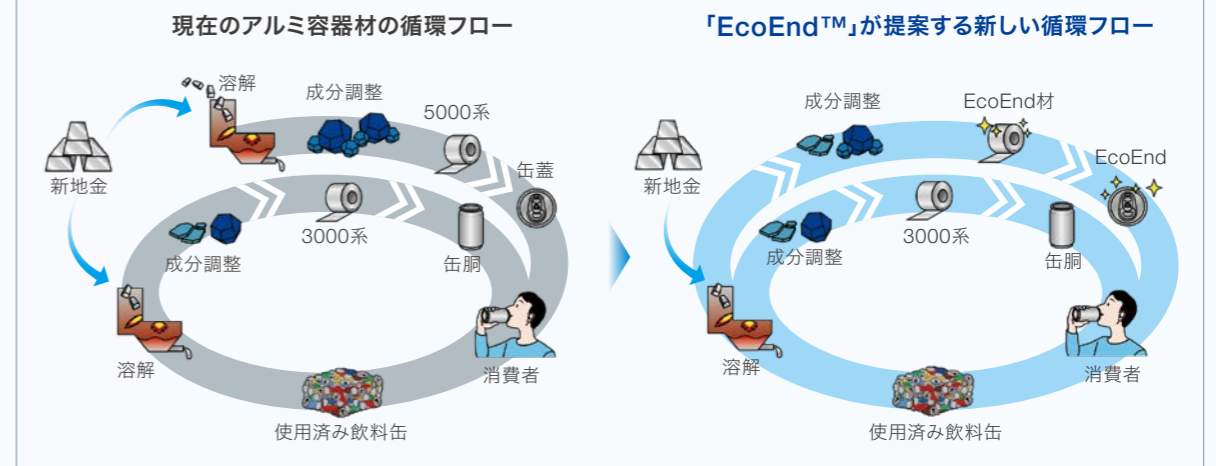 現在のアルミ容器材の循環フロー
溶解
成分調整
5000系
缶蓋
新地金
3000系
成分調整
缶胴
溶解
消費者
使用済み飲料缶
「EcoEnd™」が提案する新しい循環フロー
成分調整
EcoEnd材
EcoEnd
新地金
3000系
成分調整
缶胴
溶解
消費者
使用済み飲料缶